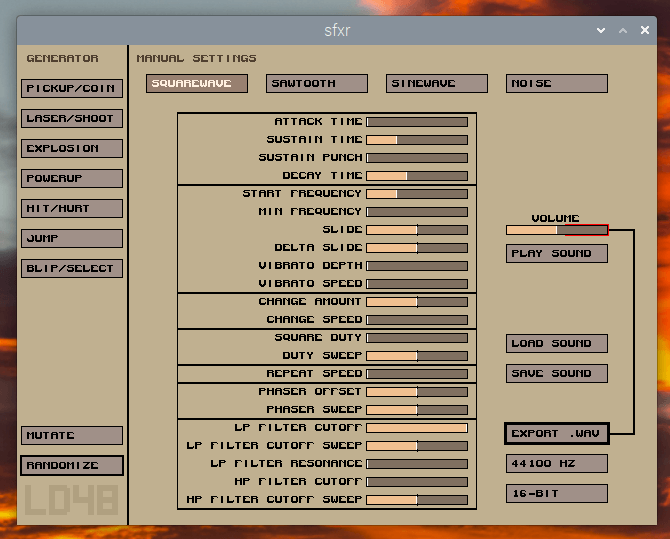 sfxr
GENERATOR
PICKUP/COIN
LASER/SHOOT
EXPLOSION
POWERUP
HIT/HURT
JUMP
BLIP/SELECT
MUTATE
RANDOMIZE
LD48
MANUAL SETTINGS
SQUAREWAVE
SAWTOOTH
SINEWAVE
NOISE
ATTACK TIME
SUSTAIN TIME
SUSTAIN PUNCH
DECAY TIME
START FREQUENCY
MIN FREQUENCY
SLIDE
DELTA SLIDE
VIBRATO DEPTH
VIBRATO SPEED
CHANGE AMOUNT
CHANGE SPEED
SQUARE DUTY
DUTY SWEEP
REPEAT SPEED
PHASER OFFSET
PHASER SWEEP
LP FILTER CUTOFF
LP FILTER CUTOFF SWEEP
LP FILTER RESONANCE
HP FILTER CUTOFF
HP FILTER CUTOFF SWEEP
VOLUME
PLAY SOUND
LOAD SOUND
SAVE SOUND
EXPORT .WAV
44100 HZ
16-BIT